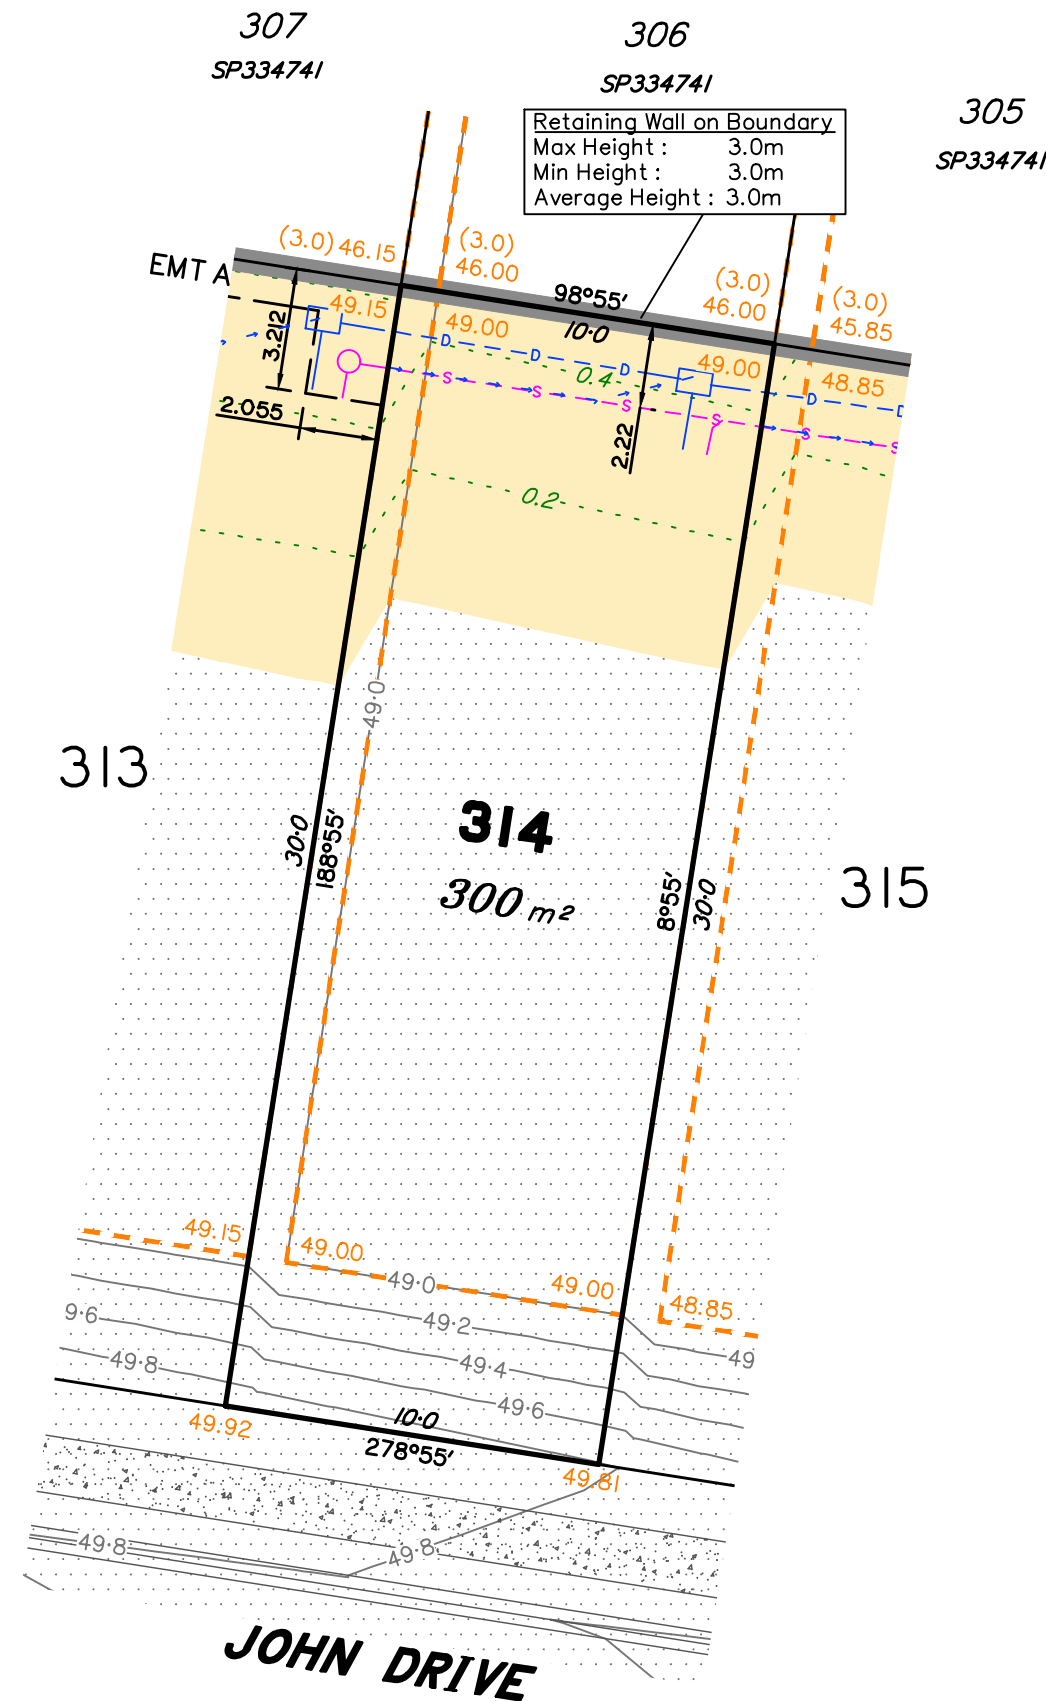 307
SP334741
306
SP334741
305
SP334741
Retaining Wall on Boundary
Max Height : 3.0m
Min Height : 3.0m
Average Height : 3.0m
(3.0) 46.15
(3.0)
46.00
EMT A
98°55'
10·0
(3.0)
46.00
(3.0)
45.85
49.15
49.00
49.00
48.85
3.212
2.055
2.22
D
D
D
D
D
S
S
S
S
S
S
0.4
0.2
49·0
313
314
300 m²
315
30·0
188°55'
8°55'
30·0
49.15
49.00
49·0
49.00
48.85
9·6
49·2
49
49·8
49·4
49·6
49.92
10·0
278°55'
49.81
49·8
49·8
JOHN DRIVE